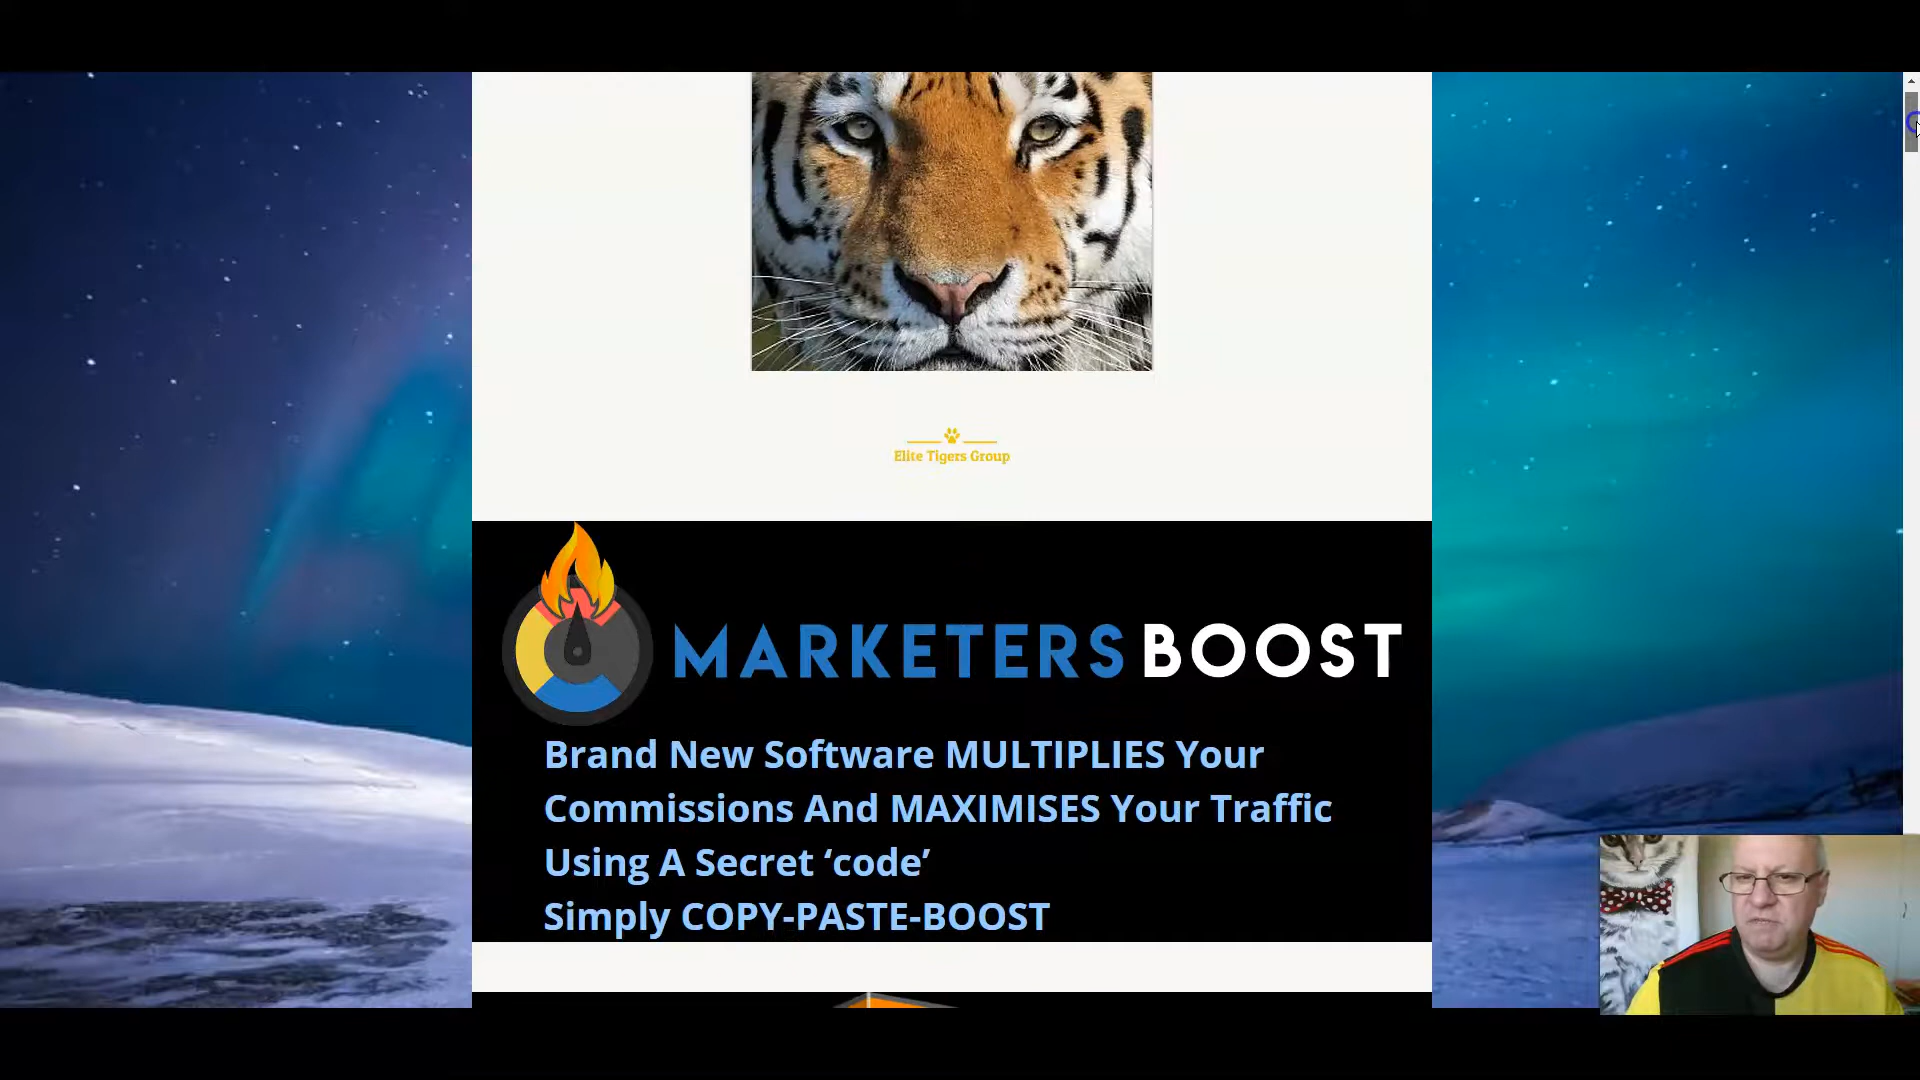 Elite Tigers Group
MARKETERS BOOST
Brand New Software MULTIPLIES Your
Commissions And MAXIMISES Your Traffic
Using A Secret ‘code’
Simply COPY-PASTE-BOOST